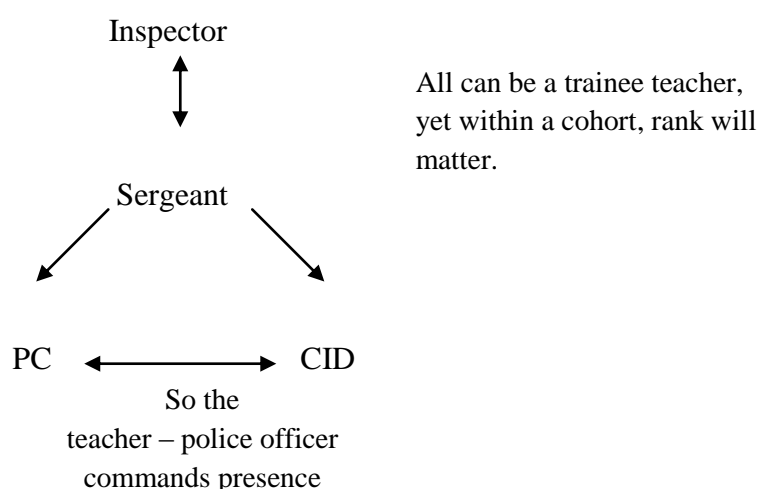 Inspector
All can be a trainee teacher,
yet within a cohort, rank will
matter.
Sergeant
PC
CID
So the
teacher – police officer
commands presence